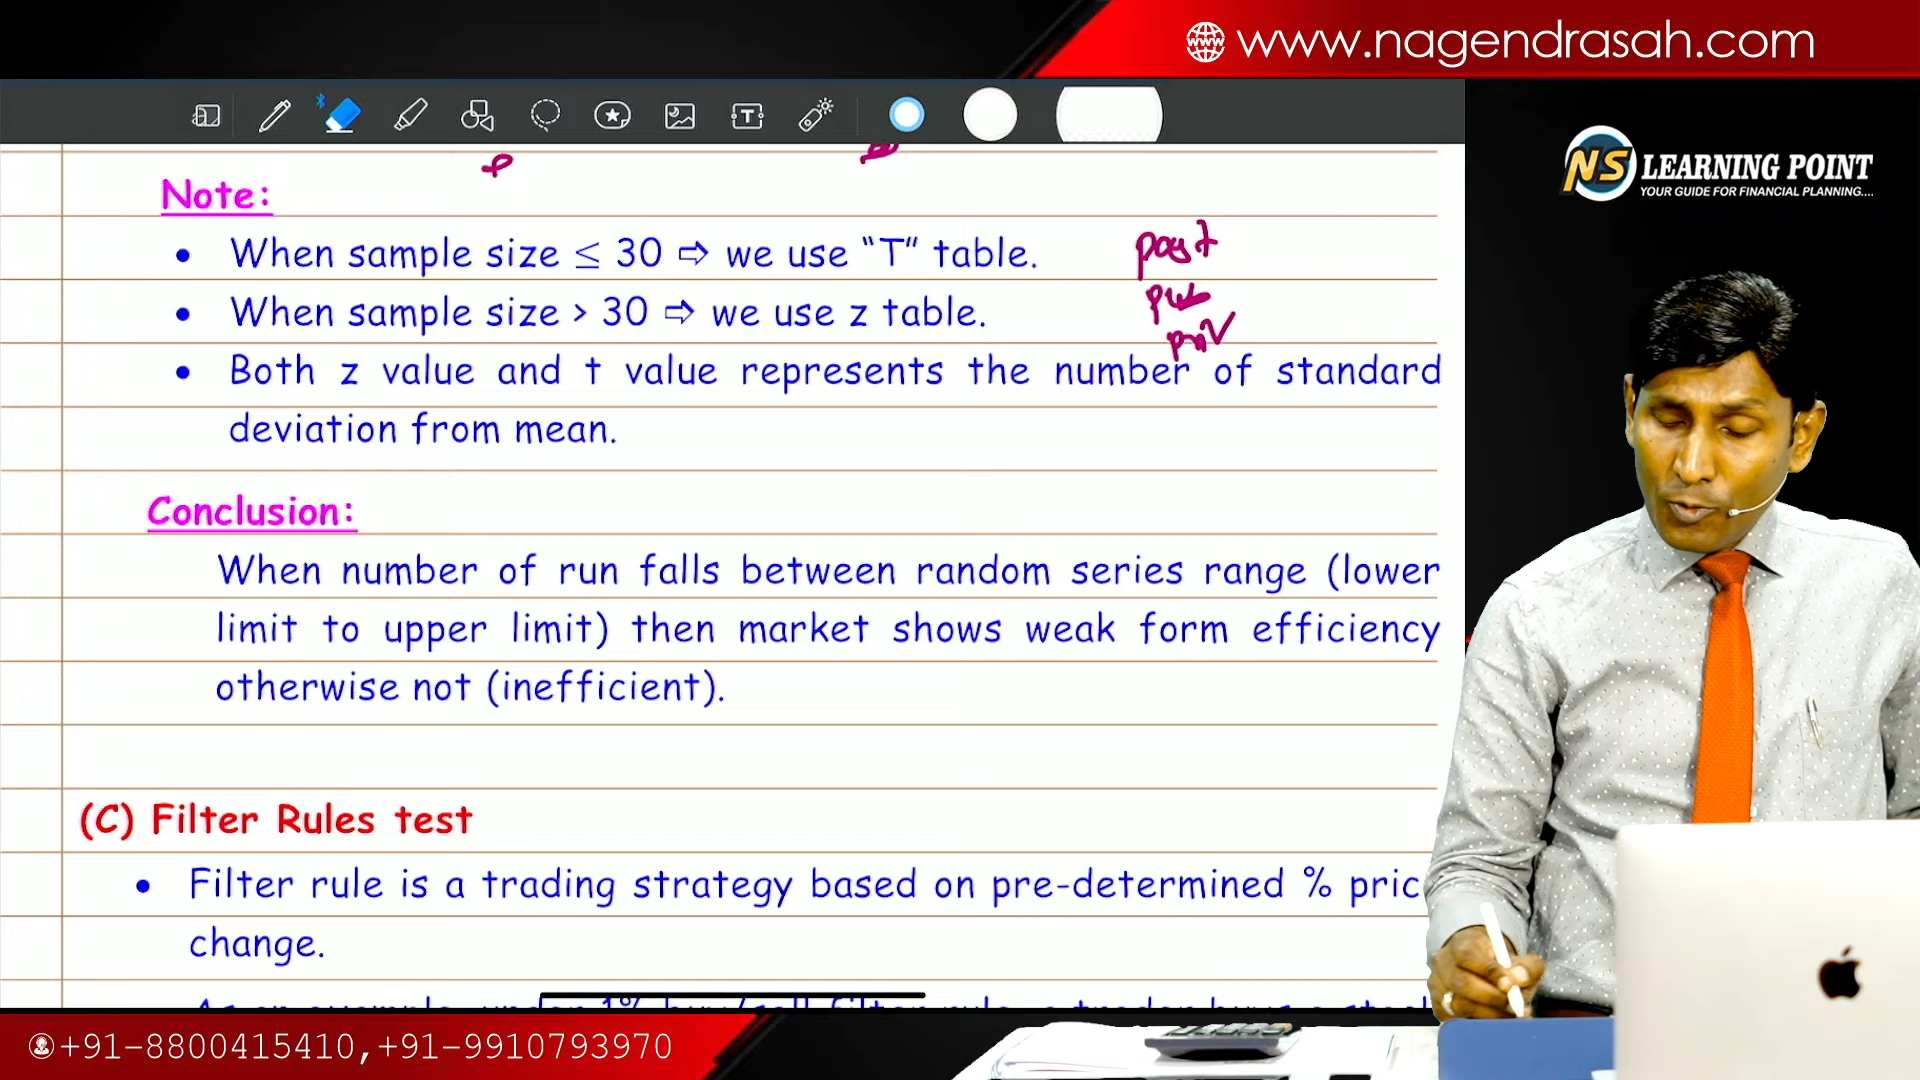 www.nagendrasah.com
NS LEARNING POINT
YOUR GUIDE FOR FINANCIAL PLANNING....
Note:
• When sample size ≤ 30 ⇨ we use “T” table.
past
• When sample size > 30 ⇨ we use z table.
• Both z value and t value represents the number of standard
deviation from mean.
Conclusion:
When number of run falls between random series range (lower
limit to upper limit) then market shows weak form efficiency
otherwise not (inefficient).
(C) Filter Rules test
• Filter rule is a trading strategy based on pre-determined % pric
change.
+91-8800415410,+91-9910793970